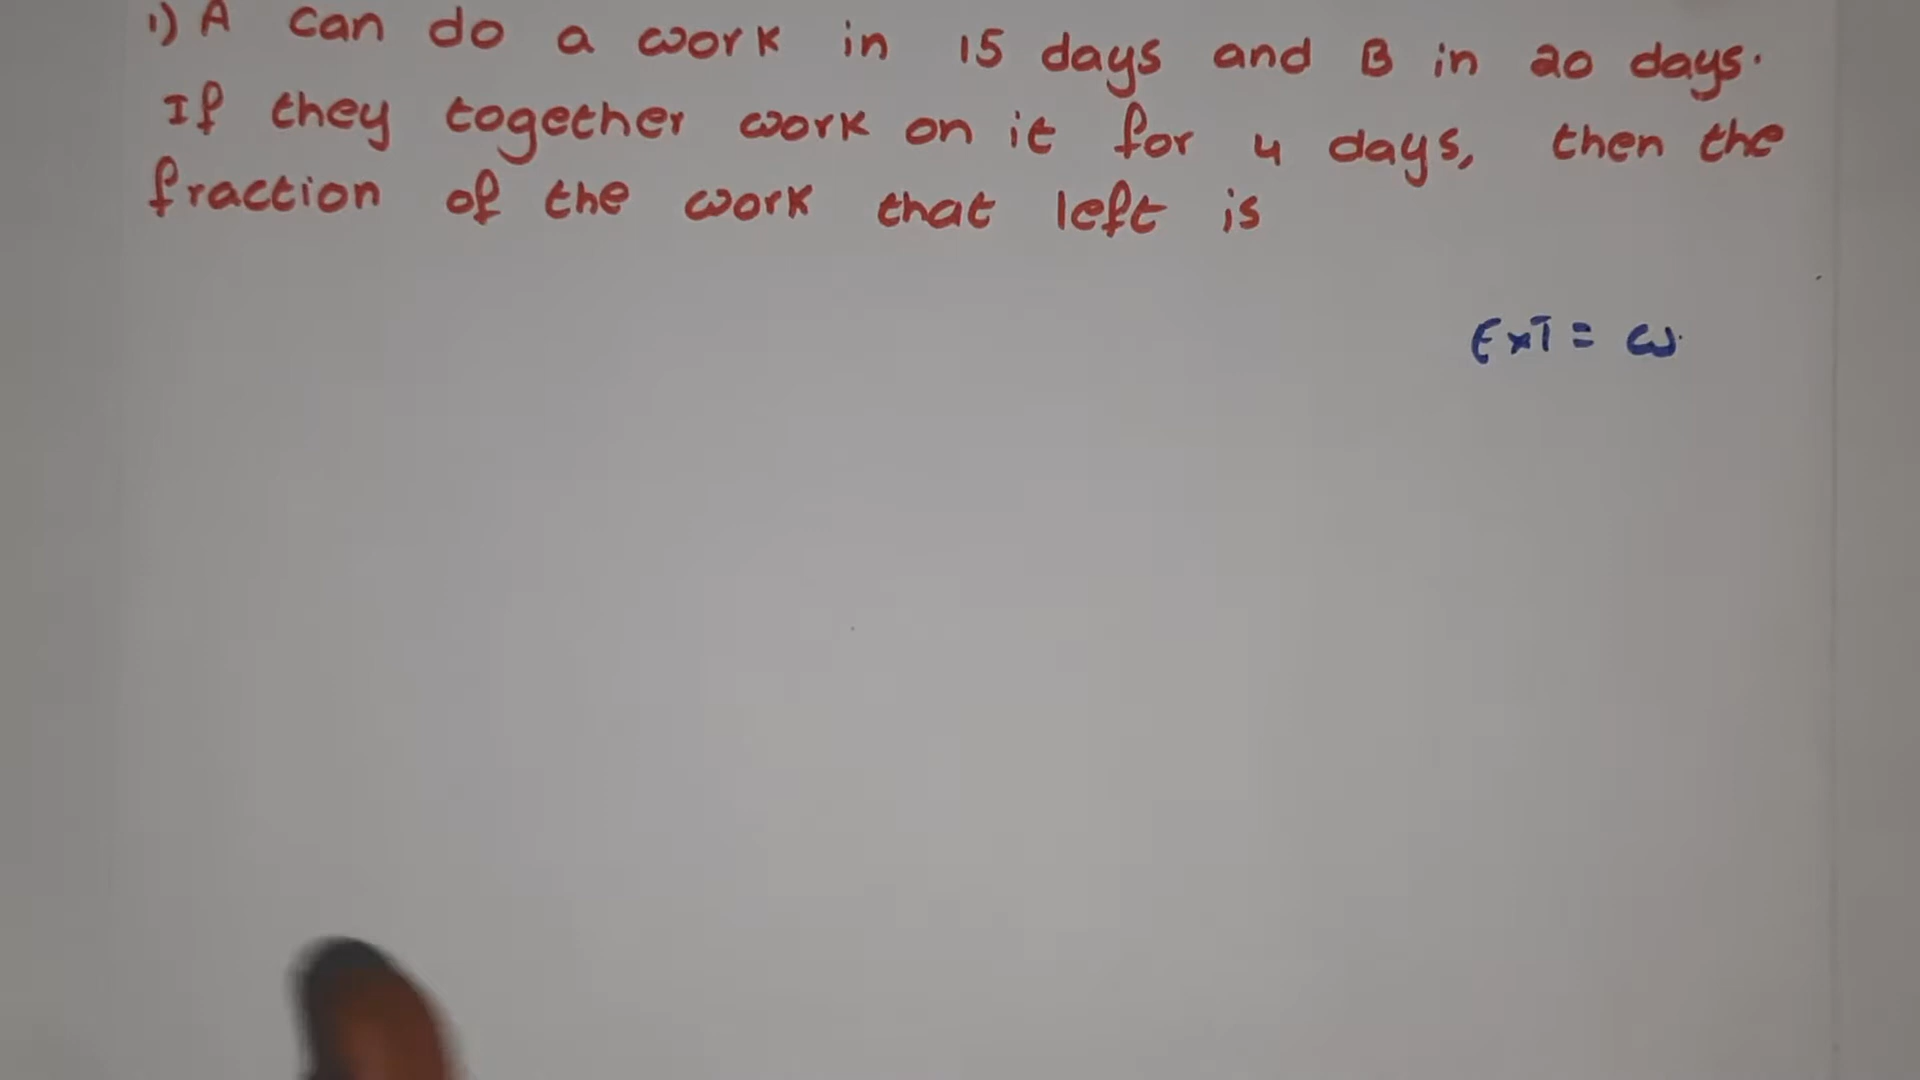 1) A can do a work in 15 days and B in 20 days.
If they together work on it for 4 days, then the
fraction of the work that left is
E×T = W